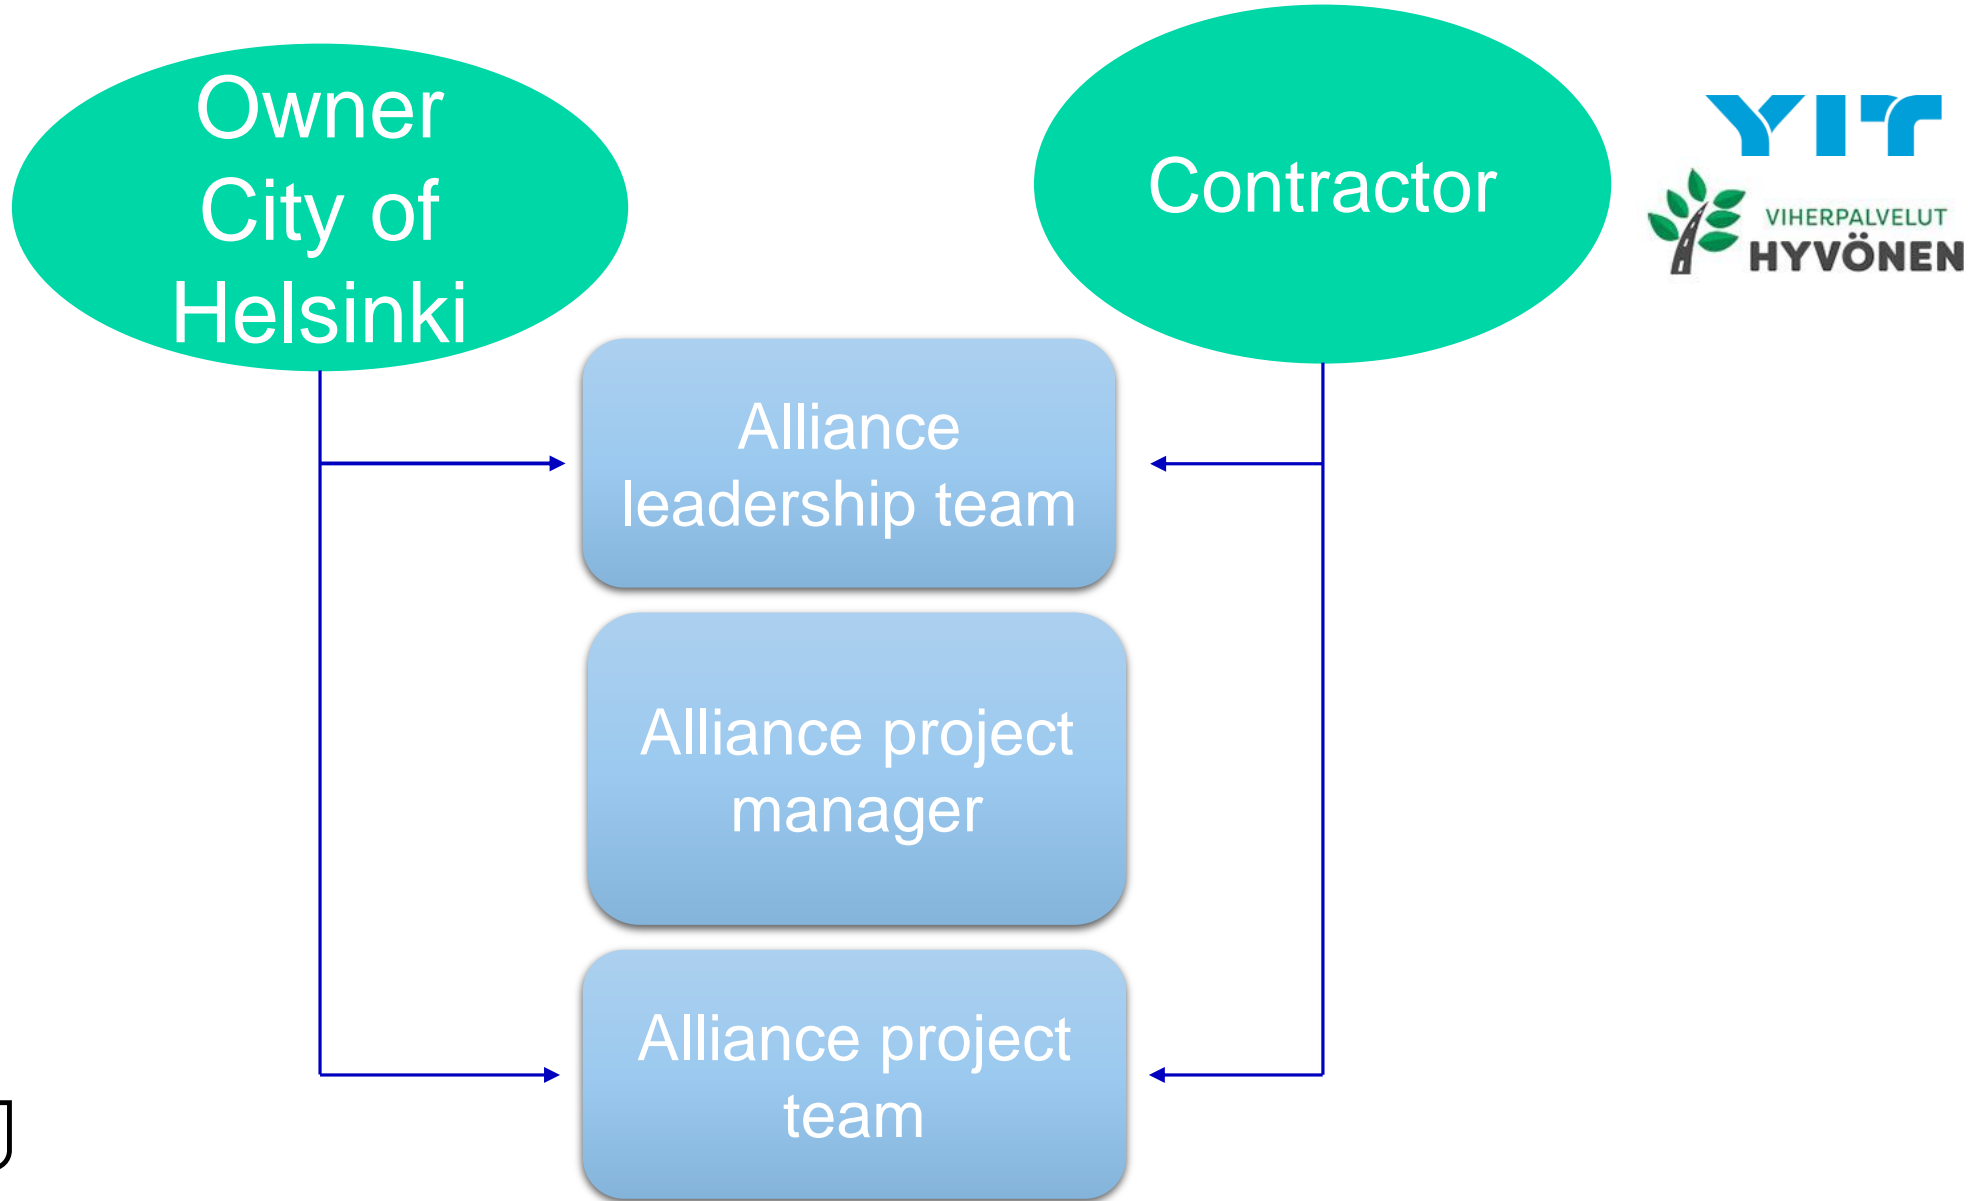 Owner
City of
Helsinki
Contractor
YIT
VIHERPALVELUT
HYVÖNEN
Alliance
leadership team
Alliance project
manager
Alliance project
team